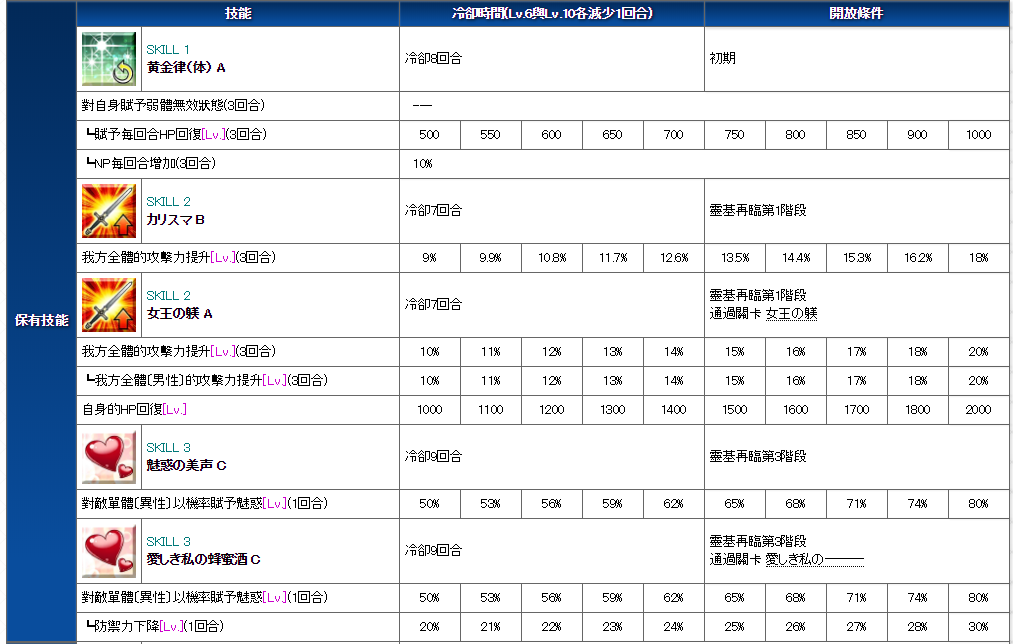 技能 冷卻時間(Lv.6與Lv.10各減少1回合) 開放條件
保有技能
SKILL 1
黄金律(体) A
冷卻8回合 初期
對自身賦予弱體無效狀態(3回合) -----
┗賦予每回合HP回復[Lv.](3回合) 500 550 600 650 700 750 800 850 900 1000
┗NP每回合增加(3回合) 10%
SKILL 2
カリスマ B
冷卻7回合 靈基再臨第1階段
我方全體的攻擊力提升[Lv.](3回合) 9% 9.9% 10.8% 11.7% 12.6% 13.5% 14.4% 15.3% 16.2% 18%
SKILL 2
女王の躾 A
冷卻7回合 靈基再臨第1階段
通過關卡 女王の躾
我方全體的攻擊力提升[Lv.](3回合) 10% 11% 12% 13% 14% 15% 16% 17% 18% 20%
┗我方全體〔男性〕的攻擊力提升[Lv.](3回合) 10% 11% 12% 13% 14% 15% 16% 17% 18% 20%
自身的HP回復[Lv.] 1000 1100 1200 1300 1400 1500 1600 1700 1800 2000
SKILL 3
魅惑の美声 C
冷卻9回合 靈基再臨第3階段
對敵單體〔異性〕以機率賦予魅惑[Lv.](1回合) 50% 53% 56% 59% 62% 65% 68% 71% 74% 80%
SKILL 3
愛しき私の蜂蜜酒 C
冷卻9回合 靈基再臨第3階段
通過關卡 愛しき私の────
對敵單體〔異性〕以機率賦予魅惑[Lv.](1回合) 50% 53% 56% 59% 62% 65% 68% 71% 74% 80%
┗防禦力下降[Lv.](1回合) 20% 21% 22% 23% 24% 25% 26% 27% 28% 30%